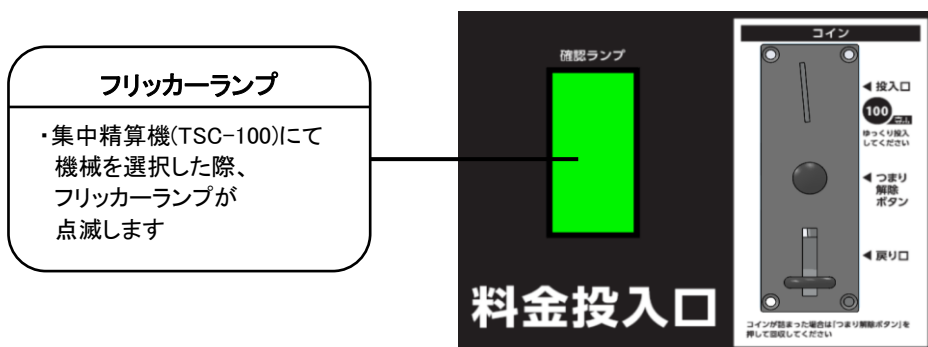 フリッカーランプ
・集中精算機(TSC-100)にて
機械を選択した際、
フリッカーランプが
点滅します
確認ランプ
料金投入口
コイン
◀ 投入口
100
ゆっくり投入
してください
◀ つまり
解除
ボタン
◀ 戻り口
コインが詰まった場合は「つまり解除ボタン」を
押して回収してください